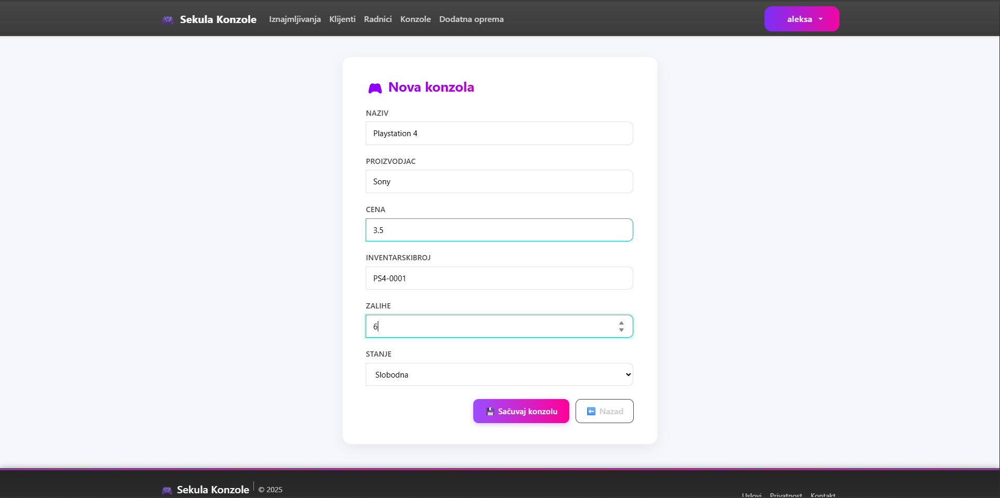 Sekula Konzole Iznajmljivanja Klijenti Radnici Konzole Dodatna oprema aleksa
Nova konzola
NAZIV
Playstation 4
PROIZVODJAC
Sony
CENA
3.5
INVENTARSKIBROJ
PS4-0001
ZALIHE
6
STANJE
Slobodna
Sačuvaj konzolu Nazad
Sekula Konzole © 2025
Uslovi Privatnost Kontakt